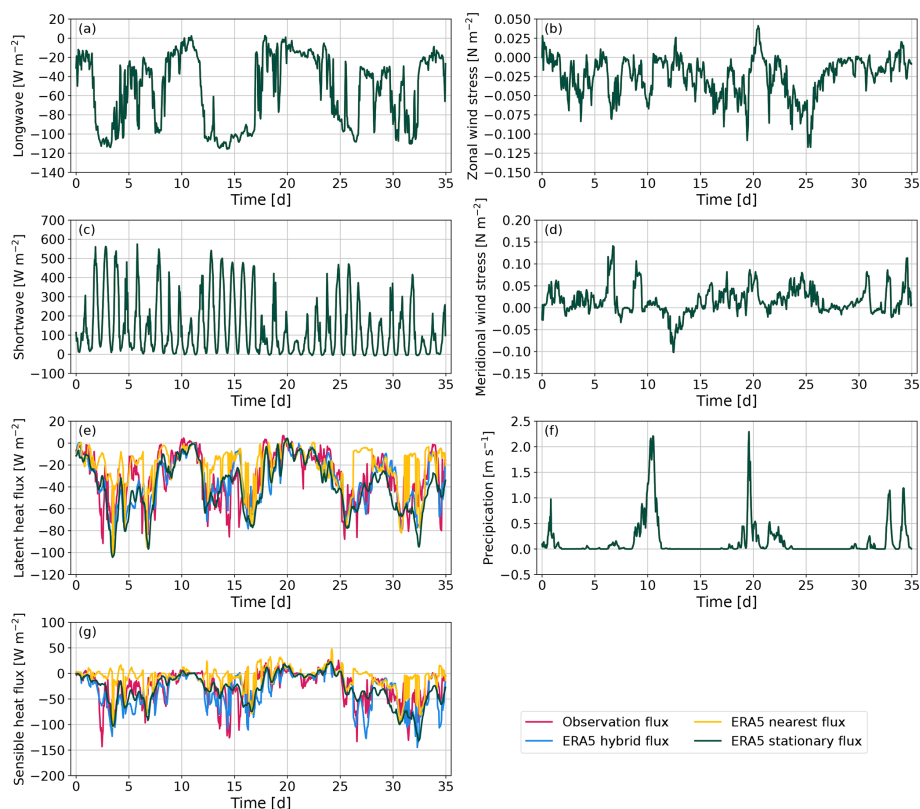 (a)
Longwave [W m⁻²]
20
0
−20
−40
−60
−80
−100
−120
−140
0 5 10 15 20 25 30 35
Time [d]
(b)
Zonal wind stress [N m⁻²]
0.050
0.025
0.000
−0.025
−0.050
−0.075
−0.100
−0.125
−0.150
0 5 10 15 20 25 30 35
Time [d]
(c)
Shortwave [W m⁻²]
700
600
500
400
300
200
100
0
−100
0 5 10 15 20 25 30 35
Time [d]
(d)
Meridional wind stress [N m⁻²]
0.20
0.15
0.10
0.05
0.00
−0.05
−0.10
−0.15
0 5 10 15 20 25 30 35
Time [d]
(e)
Latent heat flux [W m⁻²]
20
0
−20
−40
−60
−80
−100
−120
0 5 10 15 20 25 30 35
Time [d]
(f)
Precipication [m s⁻¹]
2.5
2.0
1.5
1.0
0.5
0.0
−0.5
0 5 10 15 20 25 30 35
Time [d]
(g)
Sensible heat flux [W m⁻²]
100
50
0
−50
−100
−150
−200
0 5 10 15 20 25 30 35
Time [d]
Observation flux
ERA5 hybrid flux
ERA5 nearest flux
ERA5 stationary flux